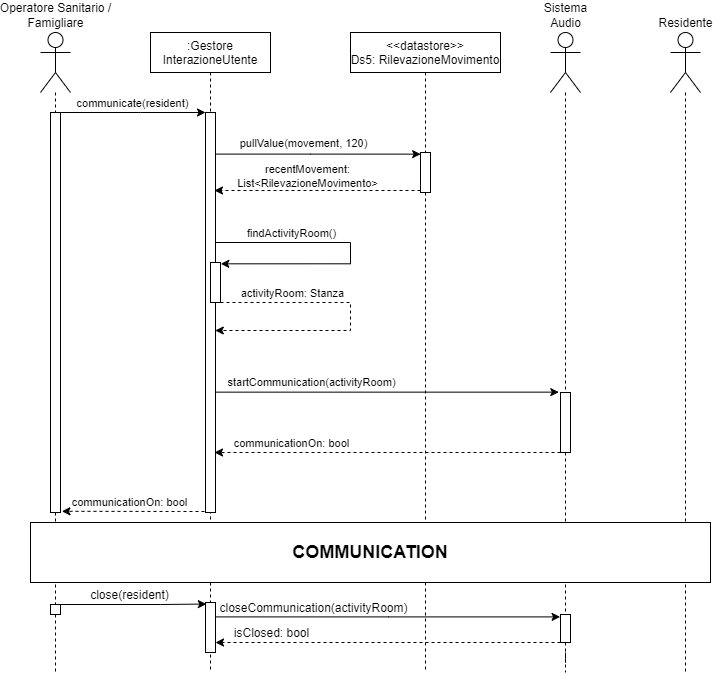 Operatore Sanitario /
Famigliare
:Gestore
InterazioneUtente
<<datastore>>
Ds5: RilevazioneMovimento
Sistema
Audio
Residente
communicate(resident)
pullValue(movement, 120)
recentMovement:
List<RilevazioneMovimento>
findActivityRoom()
activityRoom: Stanza
startCommunication(activityRoom)
communicationOn: bool
communicationOn: bool
COMMUNICATION
close(resident)
closeCommunication(activityRoom)
isClosed: bool